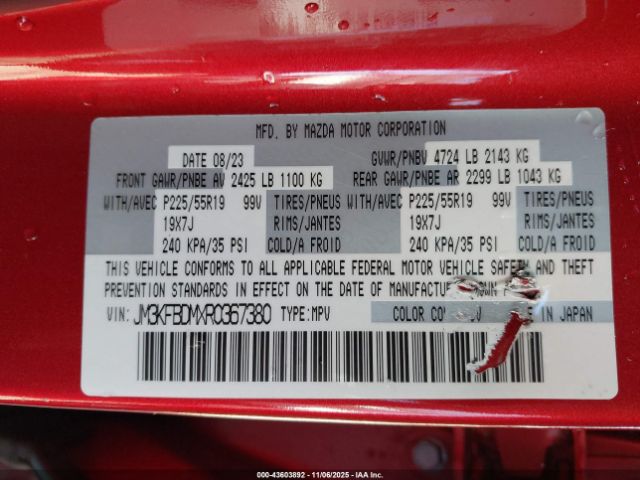 MFD. BY MAZDA MOTOR CORPORATION
DATE 08/23 GVWR/PNBV 4724 LB 2143 KG
FRONT GAWR/PNBE AV 2425 LB 1100 KG REAR GAWR/PNBE AR 2299 LB 1043 KG
WITH/AVEC P225/55R19 99V TIRES/PNEUS WITH/AVEC P225/55R19 99V TIRES/PNEUS
19X7J RIMS/JANTES 19X7J RIMS/JANTES
240 KPA/35 PSI COLD/A FROID 240 KPA/35 PSI COLD/A FROID
THIS VEHICLE CONFORMS TO ALL APPLICABLE FEDERAL MOTOR VEHICLE SAFETY AND THEFT
PREVENTION STANDARDS IN EFFECT ON THE DATE OF MANUFACTURE SHOWN
VIN: JM3KFBDMXR0367380 TYPE:MPV COLOR IN JAPAN
000-43603892 - 11/06/2025 - IAA Inc.